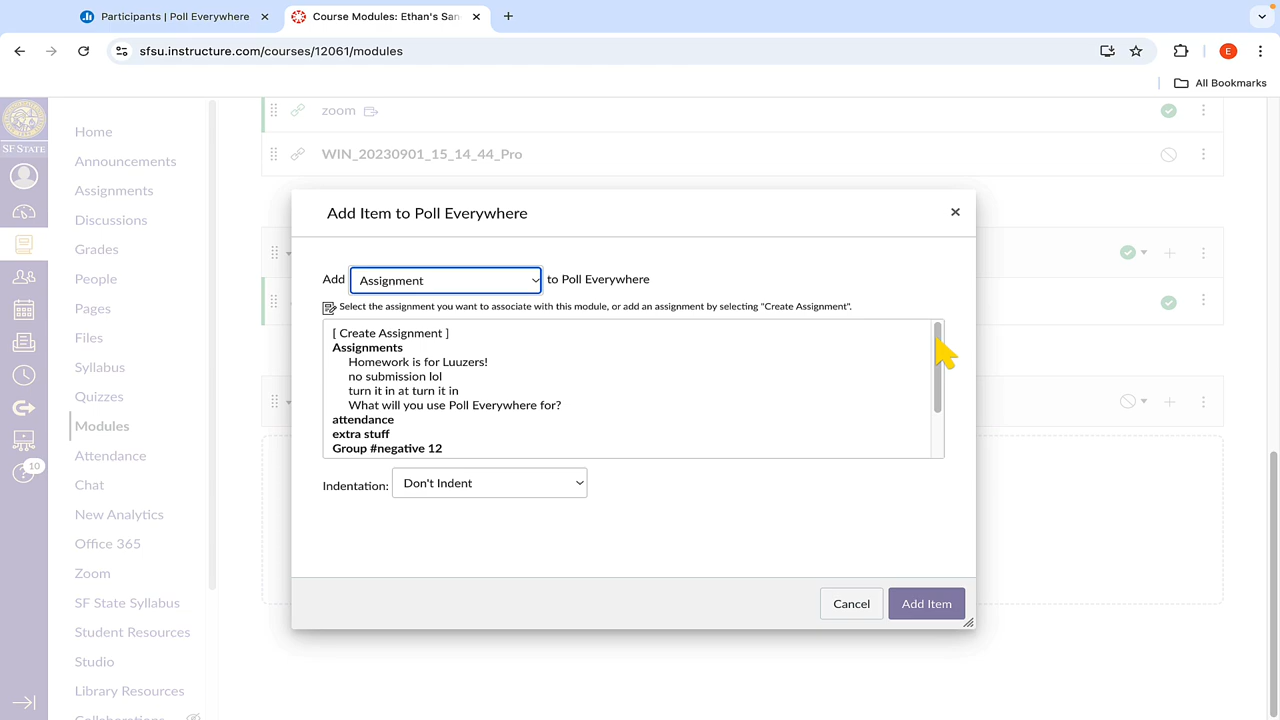 Participants | Poll Everywhere
Course Modules: Ethan's San
sfsu.instructure.com/courses/12061/modules
E
All Bookmarks
SF STATE
10
Home
Announcements
Assignments
Discussions
Grades
People
Pages
Files
Syllabus
Quizzes
Modules
Attendance
Chat
New Analytics
Office 365
Zoom
SF State Syllabus
Student Resources
Studio
Library Resources
Collaborations
zoom
WIN_20230901_15_14_44_Pro
Add Item to Poll Everywhere
Add Assignment to Poll Everywhere
Select the assignment you want to associate with this module, or add an assignment by selecting "Create Assignment".
[ Create Assignment ]
Assignments
Homework is for Luuzers!
no submission lol
turn it in at turn it in
What will you use Poll Everywhere for?
attendance
extra stuff
Group #negative 12
Indentation: Don't Indent
Cancel Add Item